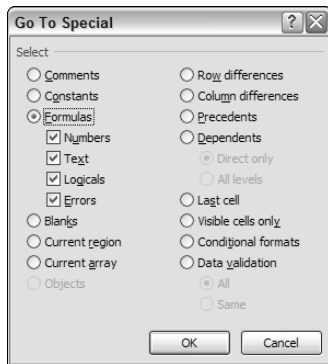 Go To Special
Select
Comments
Constants
Formulas
Numbers
Text
Logicals
Errors
Blanks
Current region
Current array
Objects
Row differences
Column differences
Precedents
Dependents
Direct only
All levels
Last cell
Visible cells only
Conditional formats
Data validation
All
Same
OK
Cancel